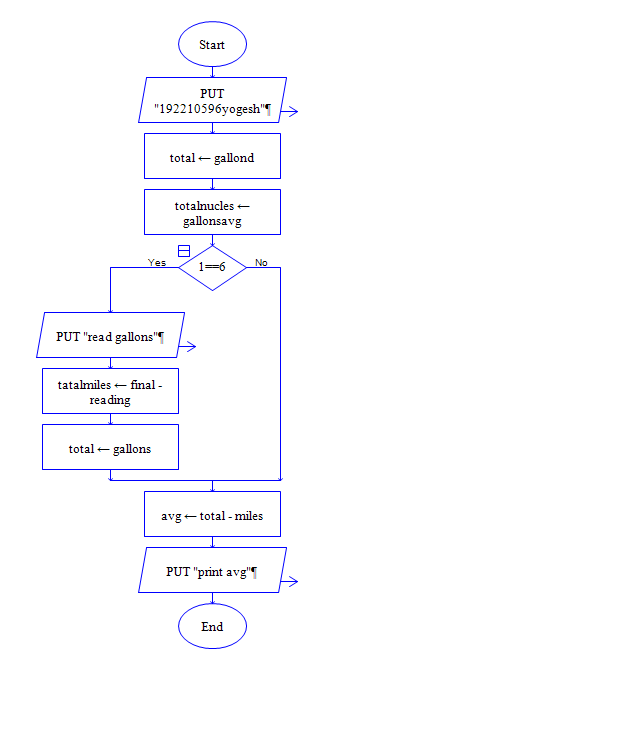 Start
PUT
"192210596yogesh"¶
total ← gallond
totalnucles ←
gallonsavg
Yes
1==6
No
PUT "read gallons"¶
tatalmiles ← final -
reading
total ← gallons
avg ← total - miles
PUT "print avg"¶
End